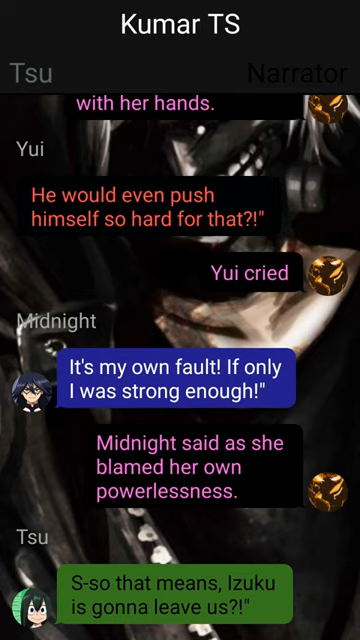 Kumar TS
Tsu
Narrator
with her hands.
Yui
He would even push
himself so hard for that?!"
Yui cried
Midnight
It's my own fault! If only
I was strong enough!"
Midnight said as she
blamed her own
powerlessness.
Tsu
S-so that means, Izuku
is gonna leave us?!"